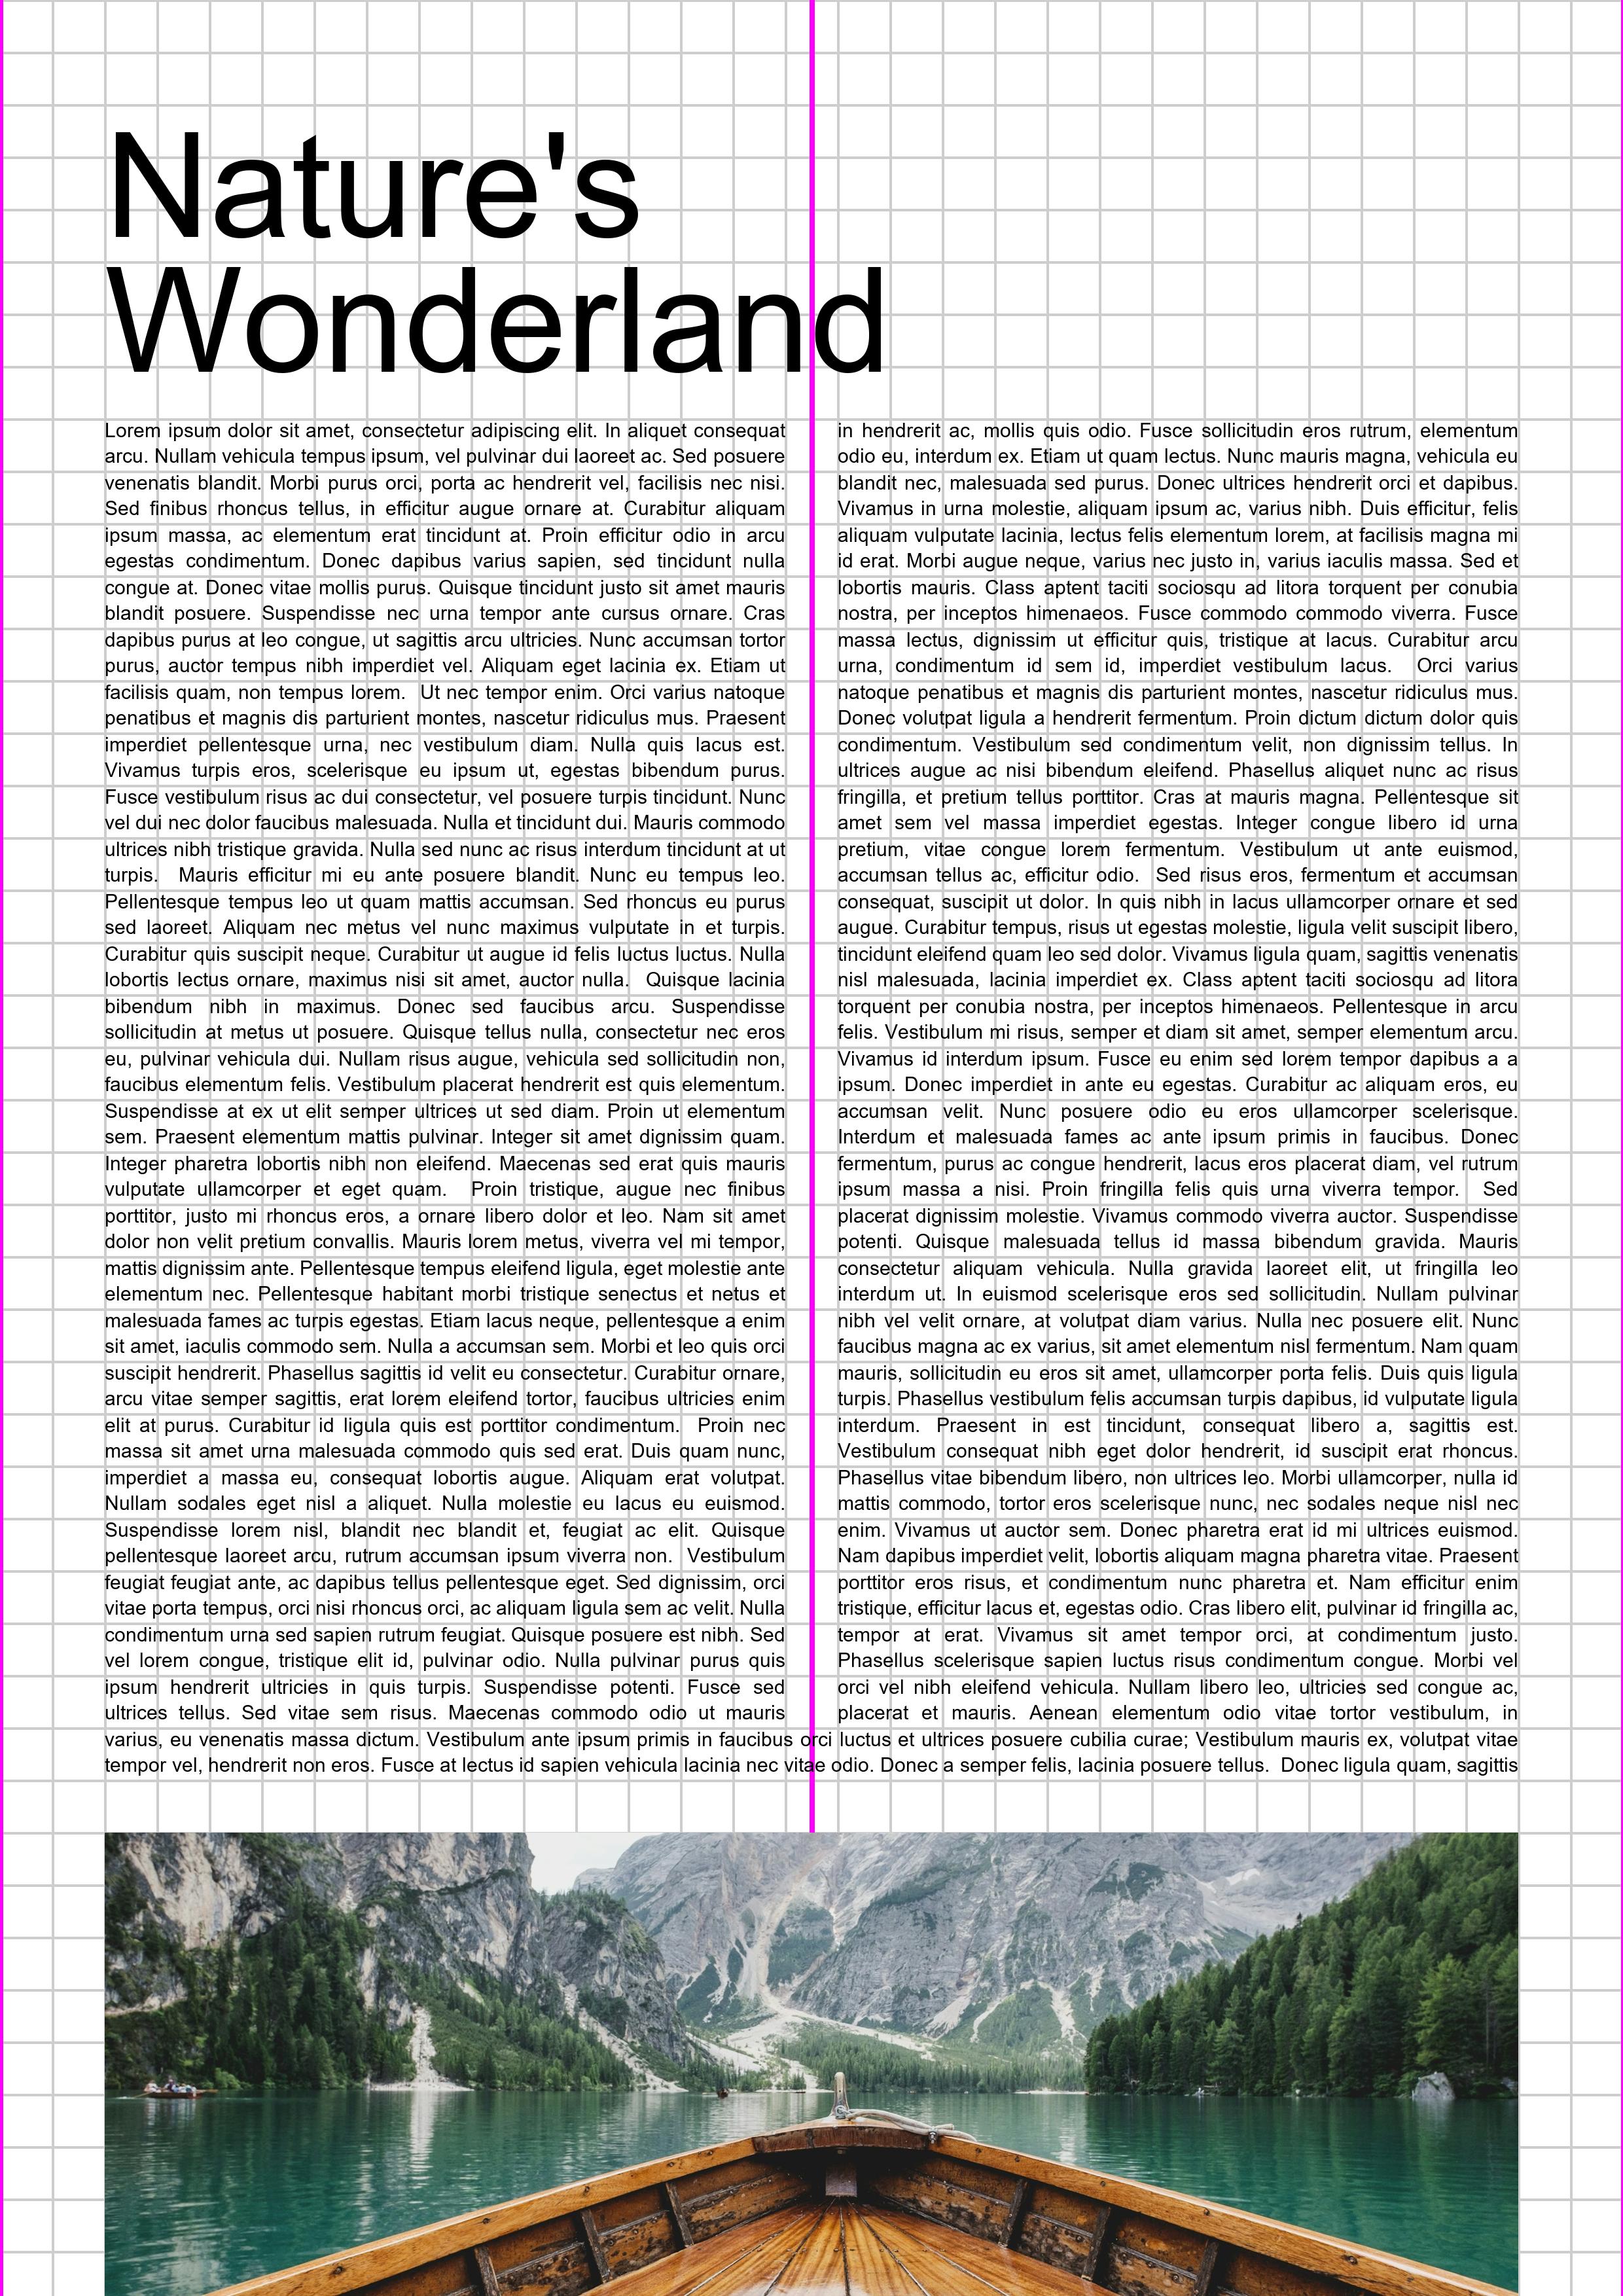 Nature's
Wonderland
Lorem ipsum dolor sit amet, consectetur adipiscing elit. In aliquet consequat
arcu. Nullam vehicula tempus ipsum, vel pulvinar dui laoreet ac. Sed posuere
venenatis blandit. Morbi purus orci, porta ac hendrerit vel, facilisis nec nisi.
Sed finibus rhoncus tellus, in efficitur augue ornare at. Curabitur aliquam
ipsum massa, ac elementum erat tincidunt at. Proin efficitur odio in arcu
egestas condimentum. Donec dapibus varius sapien, sed tincidunt nulla
congue at. Donec vitae mollis purus. Quisque tincidunt justo sit amet mauris
blandit posuere. Suspendisse nec urna tempor ante cursus ornare. Cras
dapibus purus at leo congue, ut sagittis arcu ultricies. Nunc accumsan tortor
purus, auctor tempus nibh imperdiet vel. Aliquam eget lacinia ex. Etiam ut
facilisis quam, non tempus lorem.  Ut nec tempor enim. Orci varius natoque
penatibus et magnis dis parturient montes, nascetur ridiculus mus. Praesent
imperdiet pellentesque urna, nec vestibulum diam. Nulla quis lacus est.
Vivamus turpis eros, scelerisque eu ipsum ut, egestas bibendum purus.
Fusce vestibulum risus ac dui consectetur, vel posuere turpis tincidunt. Nunc
vel dui nec dolor faucibus malesuada. Nulla et tincidunt dui. Mauris commodo
ultrices nibh tristique gravida. Nulla sed nunc ac risus interdum tincidunt at ut
turpis.  Mauris efficitur mi eu ante posuere blandit. Nunc eu tempus leo.
Pellentesque tempus leo ut quam mattis accumsan. Sed rhoncus eu purus
sed laoreet. Aliquam nec metus vel nunc maximus vulputate in et turpis.
Curabitur quis suscipit neque. Curabitur ut augue id felis luctus luctus. Nulla
lobortis lectus ornare, maximus nisi sit amet, auctor nulla.  Quisque lacinia
bibendum nibh in maximus. Donec sed faucibus arcu. Suspendisse
sollicitudin at metus ut posuere. Quisque tellus nulla, consectetur nec eros
eu, pulvinar vehicula dui. Nullam risus augue, vehicula sed sollicitudin non,
faucibus elementum felis. Vestibulum placerat hendrerit est quis elementum.
Suspendisse at ex ut elit semper ultrices ut sed diam. Proin ut elementum
sem. Praesent elementum mattis pulvinar. Integer sit amet dignissim quam.
Integer pharetra lobortis nibh non eleifend. Maecenas sed erat quis mauris
vulputate ullamcorper et eget quam.  Proin tristique, augue nec finibus
porttitor, justo mi rhoncus eros, a ornare libero dolor et leo. Nam sit amet
dolor non velit pretium convallis. Mauris lorem metus, viverra vel mi tempor,
mattis dignissim ante. Pellentesque tempus eleifend ligula, eget molestie ante
elementum nec. Pellentesque habitant morbi tristique senectus et netus et
malesuada fames ac turpis egestas. Etiam lacus neque, pellentesque a enim
sit amet, iaculis commodo sem. Nulla a accumsan sem. Morbi et leo quis orci
suscipit hendrerit. Phasellus sagittis id velit eu consectetur. Curabitur ornare,
arcu vitae semper sagittis, erat lorem eleifend tortor, faucibus ultricies enim
elit at purus. Curabitur id ligula quis est porttitor condimentum.  Proin nec
massa sit amet urna malesuada commodo quis sed erat. Duis quam nunc,
imperdiet a massa eu, consequat lobortis augue. Aliquam erat volutpat.
Nullam sodales eget nisl a aliquet. Nulla molestie eu lacus eu euismod.
Suspendisse lorem nisl, blandit nec blandit et, feugiat ac elit. Quisque
pellentesque laoreet arcu, rutrum accumsan ipsum viverra non.  Vestibulum
feugiat feugiat ante, ac dapibus tellus pellentesque eget. Sed dignissim, orci
vitae porta tempus, orci nisi rhoncus orci, ac aliquam ligula sem ac velit. Nulla
condimentum urna sed sapien rutrum feugiat. Quisque posuere est nibh. Sed
vel lorem congue, tristique elit id, pulvinar odio. Nulla pulvinar purus quis
ipsum hendrerit ultricies in quis turpis. Suspendisse potenti. Fusce sed
ultrices tellus. Sed vitae sem risus. Maecenas commodo odio ut mauris
in hendrerit ac, mollis quis odio. Fusce sollicitudin eros rutrum, elementum
odio eu, interdum ex. Etiam ut quam lectus. Nunc mauris magna, vehicula eu
blandit nec, malesuada sed purus. Donec ultrices hendrerit orci et dapibus.
Vivamus in urna molestie, aliquam ipsum ac, varius nibh. Duis efficitur, felis
aliquam vulputate lacinia, lectus felis elementum lorem, at facilisis magna mi
id erat. Morbi augue neque, varius nec justo in, varius iaculis massa. Sed et
lobortis mauris. Class aptent taciti sociosqu ad litora torquent per conubia
nostra, per inceptos himenaeos. Fusce commodo commodo viverra. Fusce
massa lectus, dignissim ut efficitur quis, tristique at lacus. Curabitur arcu
urna, condimentum id sem id, imperdiet vestibulum lacus.  Orci varius
natoque penatibus et magnis dis parturient montes, nascetur ridiculus mus.
Donec volutpat ligula a hendrerit fermentum. Proin dictum dictum dolor quis
condimentum. Vestibulum sed condimentum velit, non dignissim tellus. In
ultrices augue ac nisi bibendum eleifend. Phasellus aliquet nunc ac risus
fringilla, et pretium tellus porttitor. Cras at mauris magna. Pellentesque sit
amet sem vel massa imperdiet egestas. Integer congue libero id urna
pretium, vitae congue lorem fermentum. Vestibulum ut ante euismod,
accumsan tellus ac, efficitur odio.  Sed risus eros, fermentum et accumsan
consequat, suscipit ut dolor. In quis nibh in lacus ullamcorper ornare et sed
augue. Curabitur tempus, risus ut egestas molestie, ligula velit suscipit libero,
tincidunt eleifend quam leo sed dolor. Vivamus ligula quam, sagittis venenatis
nisl malesuada, lacinia imperdiet ex. Class aptent taciti sociosqu ad litora
torquent per conubia nostra, per inceptos himenaeos. Pellentesque in arcu
felis. Vestibulum mi risus, semper et diam sit amet, semper elementum arcu.
Vivamus id interdum ipsum. Fusce eu enim sed lorem tempor dapibus a a
ipsum. Donec imperdiet in ante eu egestas. Curabitur ac aliquam eros, eu
accumsan velit. Nunc posuere odio eu eros ullamcorper scelerisque.
Interdum et malesuada fames ac ante ipsum primis in faucibus. Donec
fermentum, purus ac congue hendrerit, lacus eros placerat diam, vel rutrum
ipsum massa a nisi. Proin fringilla felis quis urna viverra tempor.  Sed
placerat dignissim molestie. Vivamus commodo viverra auctor. Suspendisse
potenti. Quisque malesuada tellus id massa bibendum gravida. Mauris
consectetur aliquam vehicula. Nulla gravida laoreet elit, ut fringilla leo
interdum ut. In euismod scelerisque eros sed sollicitudin. Nullam pulvinar
nibh vel velit ornare, at volutpat diam varius. Nulla nec posuere elit. Nunc
faucibus magna ac ex varius, sit amet elementum nisl fermentum. Nam quam
mauris, sollicitudin eu eros sit amet, ullamcorper porta felis. Duis quis ligula
turpis. Phasellus vestibulum felis accumsan turpis dapibus, id vulputate ligula
interdum. Praesent in est tincidunt, consequat libero a, sagittis est.
Vestibulum consequat nibh eget dolor hendrerit, id suscipit erat rhoncus.
Phasellus vitae bibendum libero, non ultrices leo. Morbi ullamcorper, nulla id
mattis commodo, tortor eros scelerisque nunc, nec sodales neque nisl nec
enim. Vivamus ut auctor sem. Donec pharetra erat id mi ultrices euismod.
Nam dapibus imperdiet velit, lobortis aliquam magna pharetra vitae. Praesent
porttitor eros risus, et condimentum nunc pharetra et. Nam efficitur enim
tristique, efficitur lacus et, egestas odio. Cras libero elit, pulvinar id fringilla ac,
tempor at erat. Vivamus sit amet tempor orci, at condimentum justo.
Phasellus scelerisque sapien luctus risus condimentum congue. Morbi vel
orci vel nibh eleifend vehicula. Nullam libero leo, ultricies sed congue ac,
placerat et mauris. Aenean elementum odio vitae tortor vestibulum, in
varius, eu venenatis massa dictum. Vestibulum ante ipsum primis in faucibus orci luctus et ultrices posuere cubilia curae; Vestibulum mauris ex, volutpat vitae
tempor vel, hendrerit non eros. Fusce at lectus id sapien vehicula lacinia nec vitae odio. Donec a semper felis, lacinia posuere tellus.  Donec ligula quam, sagittis